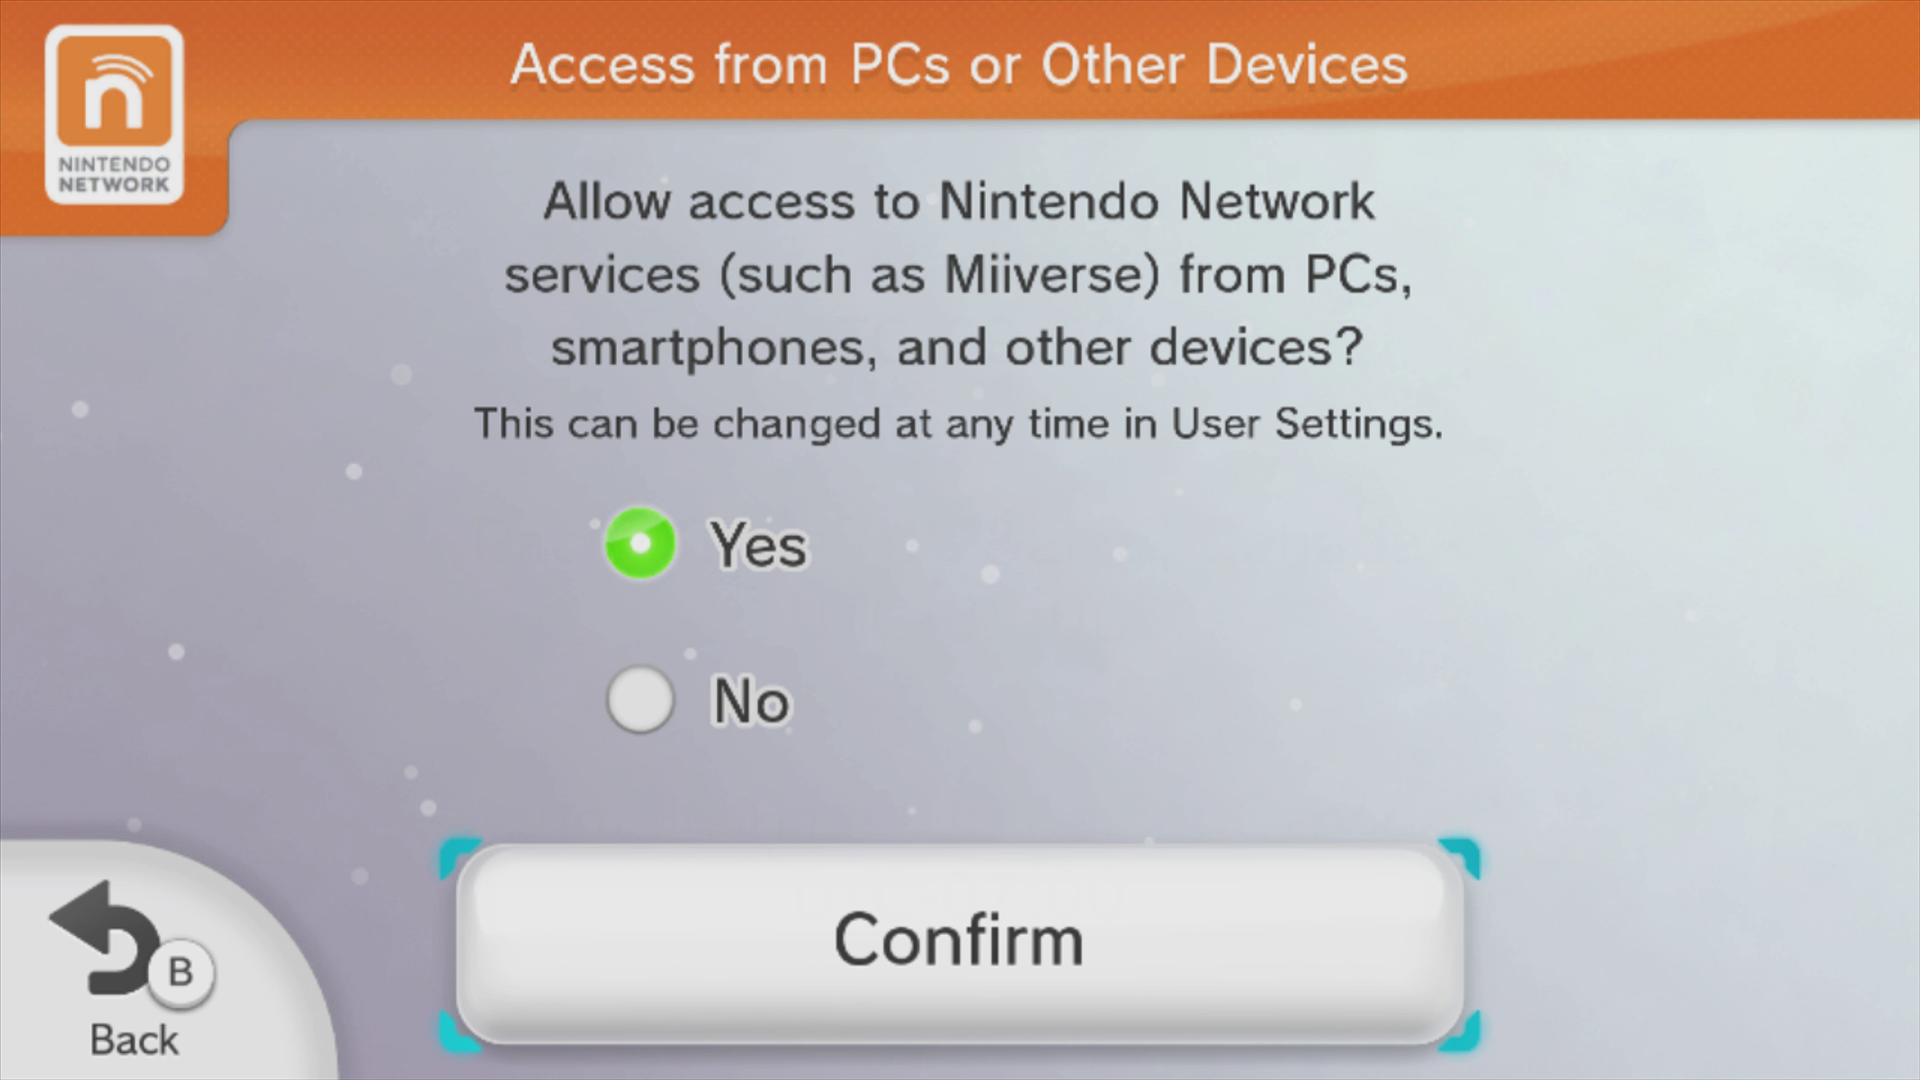 Access from PCs or Other Devices
NINTENDO
NETWORK
Allow access to Nintendo Network
services (such as Miiverse) from PCs,
smartphones, and other devices?
This can be changed at any time in User Settings.
Yes
No
Confirm
B
Back